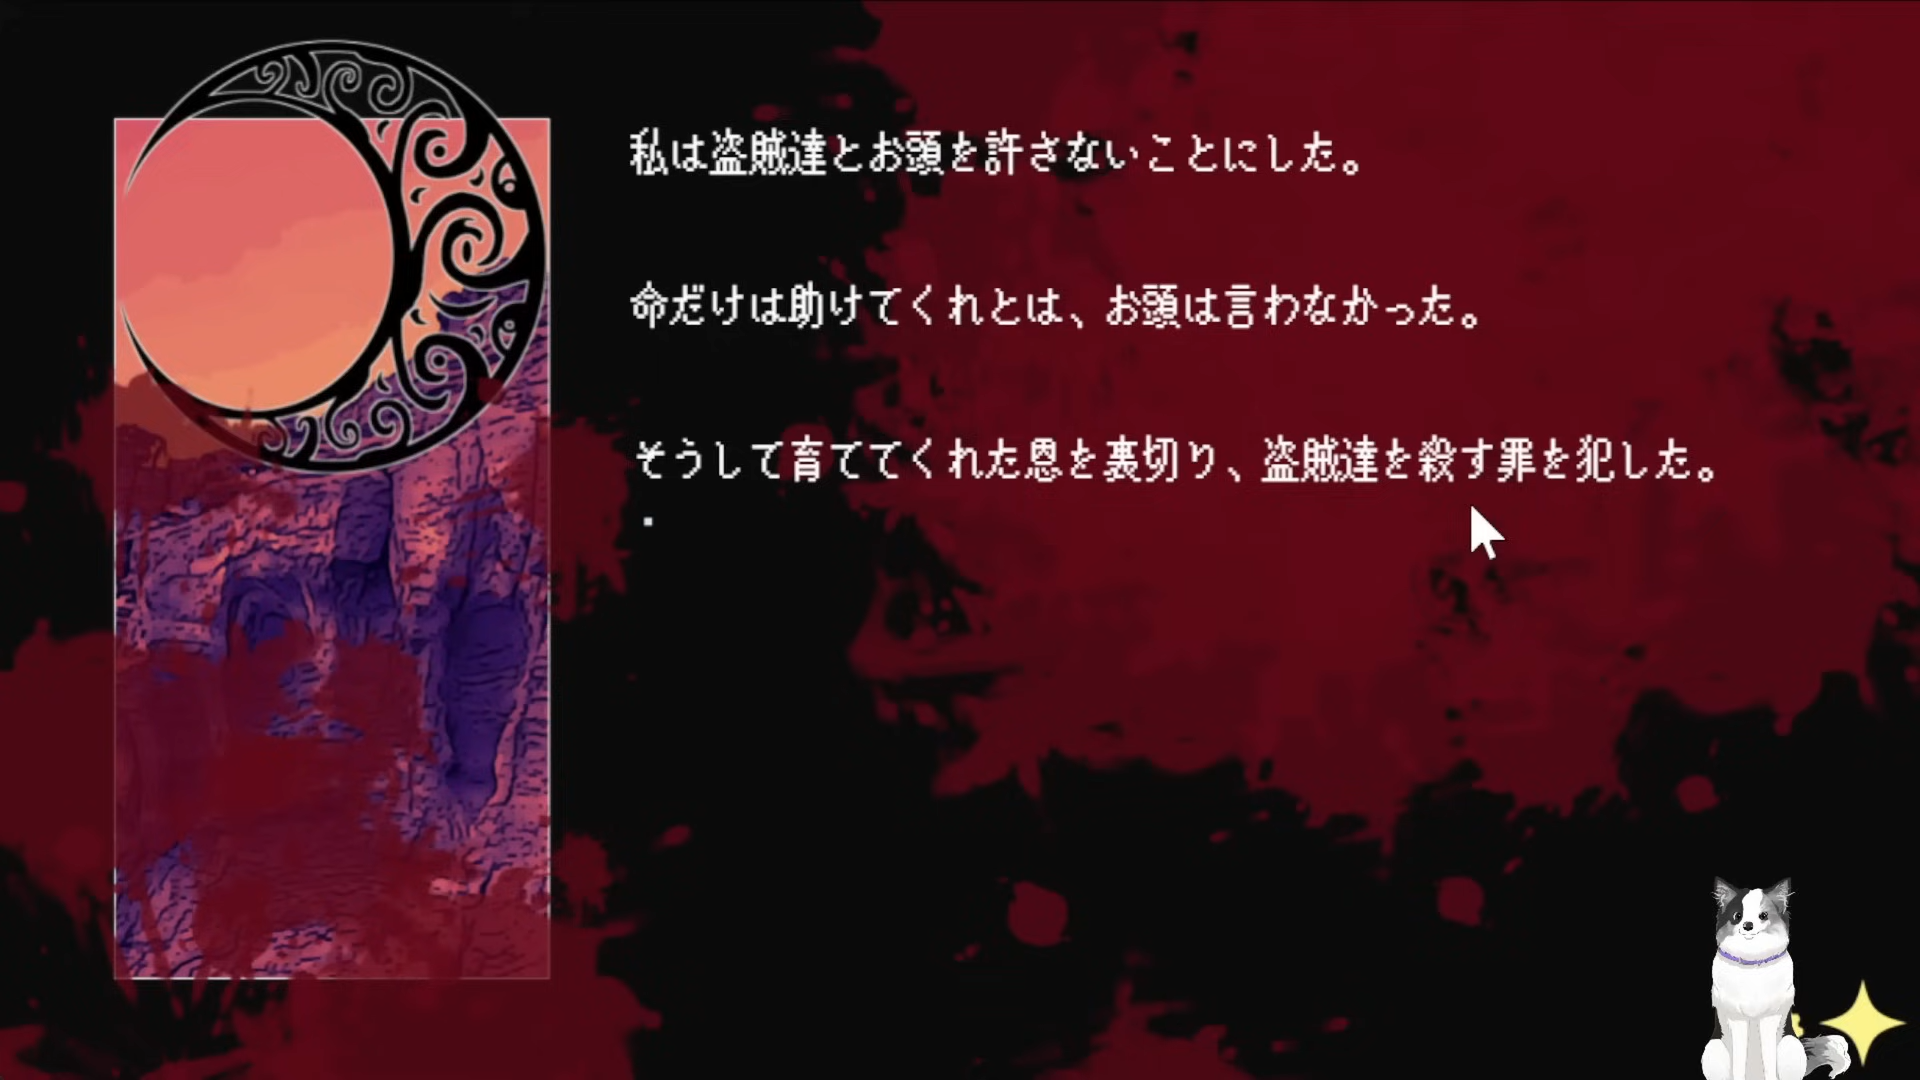 私は盗賊達とお頭を許さないことにした。
命だけは助けてくれとは、お頭は言わなかった。
そうして育ててくれた恩を裏切り、盗賊達を殺す罪を犯した。